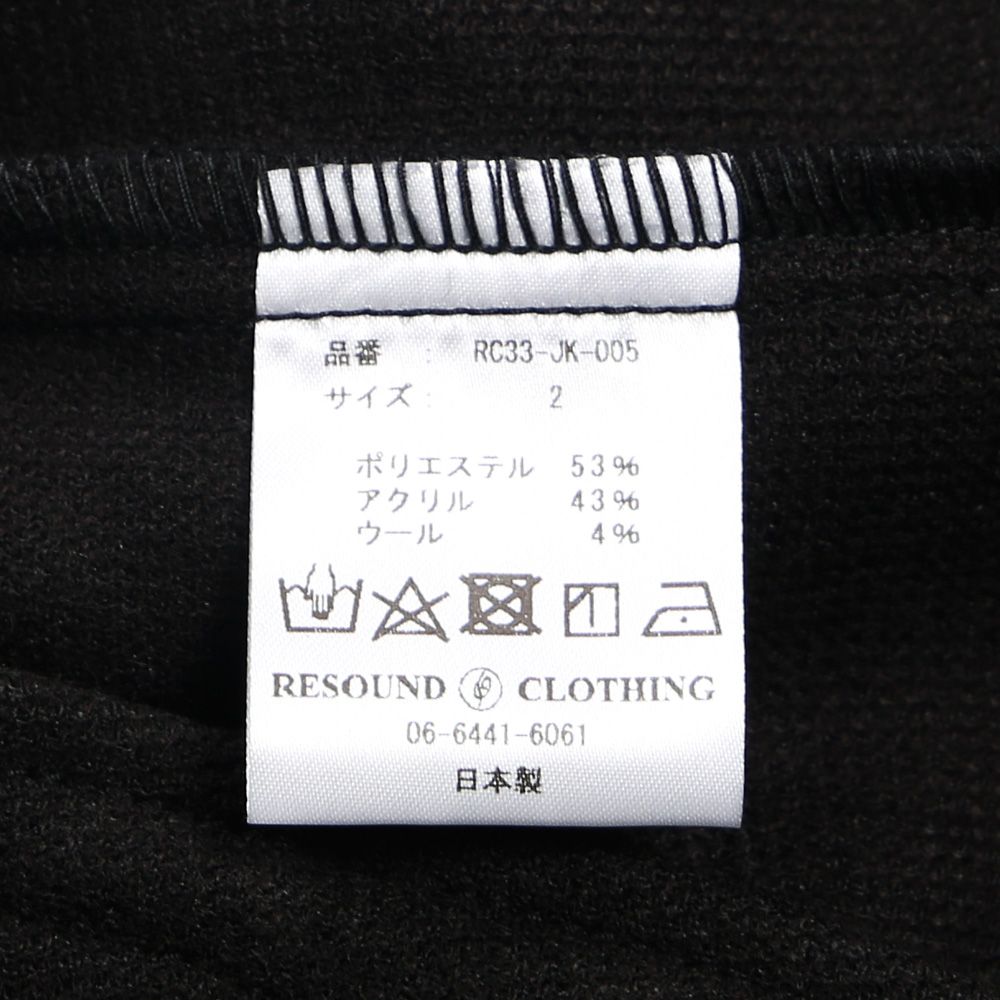 品番 : RC33-JK-005
サイズ : 2
ポリエステル 53%
アクリル 43%
ウール 4%
RESOUND CLOTHING
06-6441-6061
日本製